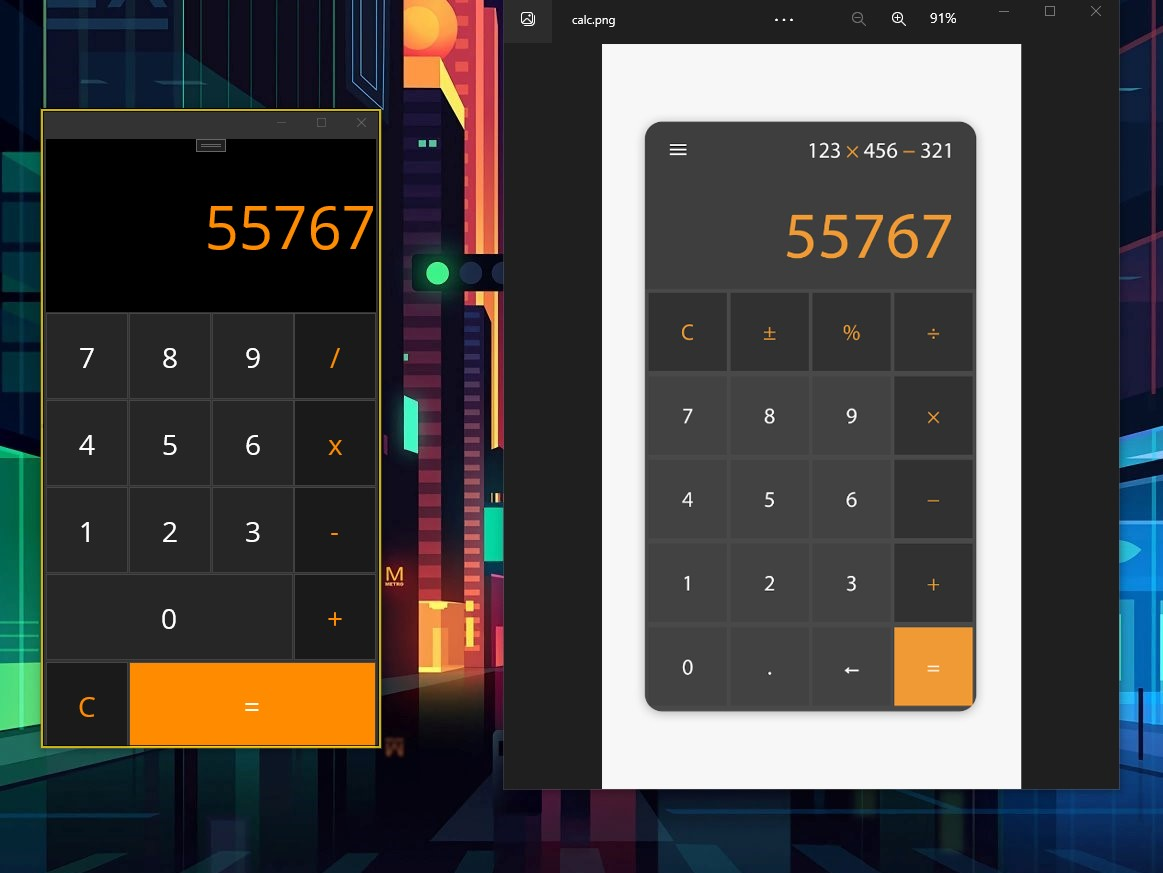 calc.png
...
91%
55767
7 8 9 /
4 5 6 x
1 2 3 -
0 +
C =
M
METRO
123 × 456 − 321
55767
C ± % ÷
7 8 9 ×
4 5 6 −
1 2 3 +
0 . ← =